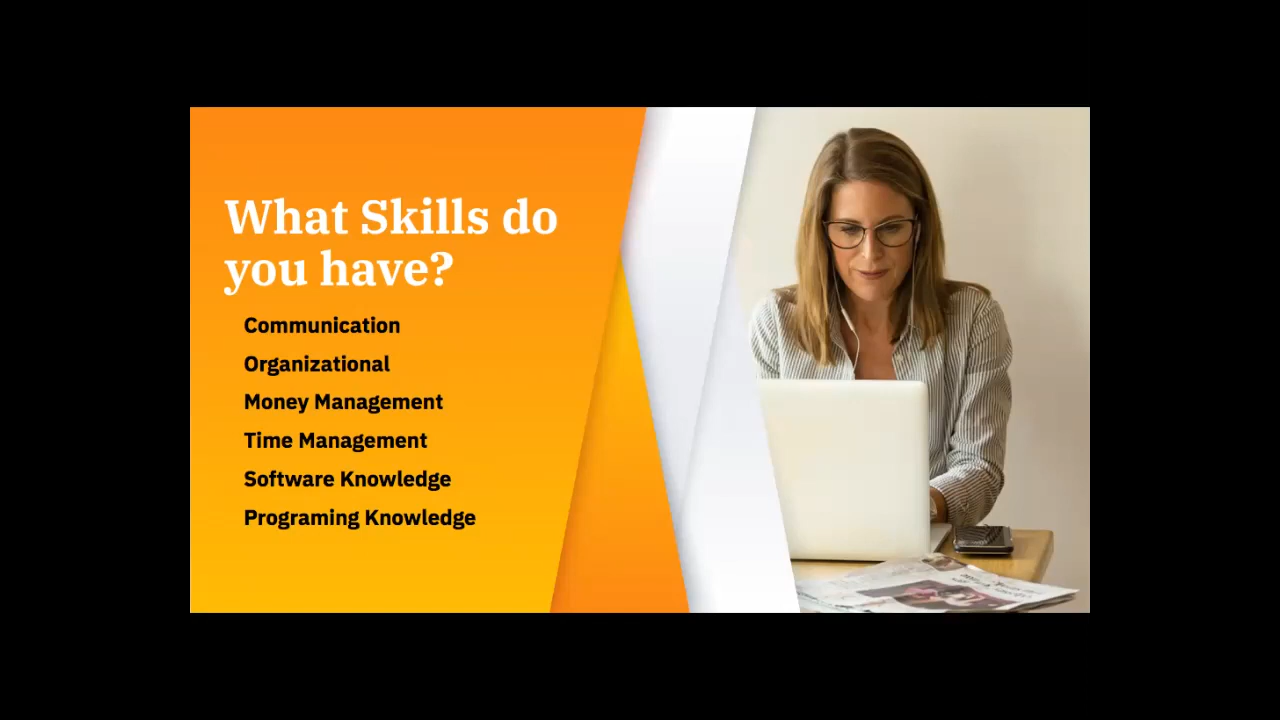 What Skills do
you have?
Communication
Organizational
Money Management
Time Management
Software Knowledge
Programing Knowledge